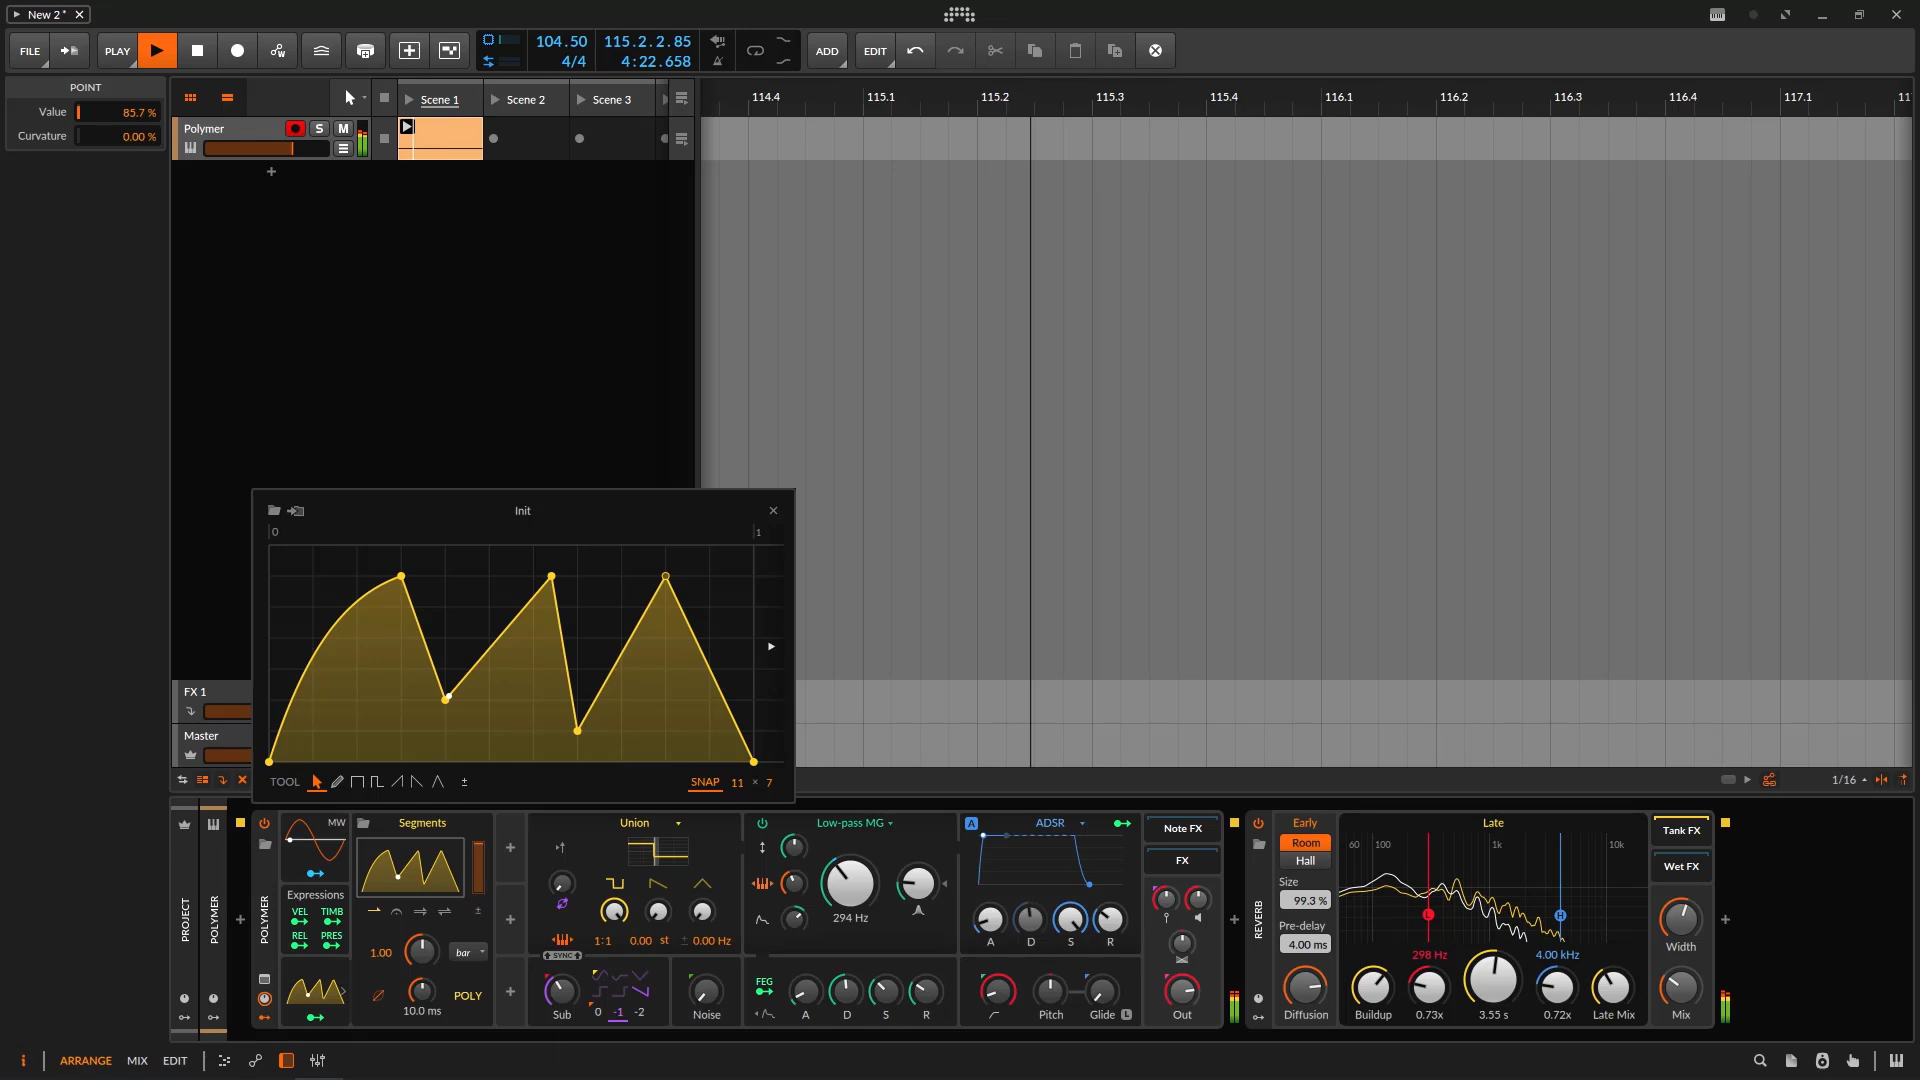 New 2*
FILE
PLAY
104.50
4/4
115.2.2.85
4:22.658
ADD
EDIT
POINT
Value
85.7 %
Curvature
0.00 %
Scene 1
Scene 2
Scene 3
114.4
115.1
115.2
115.3
115.4
116.1
116.2
116.3
116.4
117.1
11
Polymer
S
M
Init
0
1
FX 1
Master
TOOL
SNAP
11 × 7
1/16
PROJECT
POLYMER
POLYMER
MW
Expressions
VEL
TIMB
REL
PRES
Segments
1.00
bar
10.0 ms
POLY
Union
1:1
0.00 st
± 0.00 Hz
SYNC
Sub
0
-1
-2
Noise
Low-pass MG
294 Hz
FEG
A
D
S
R
A
ADSR
A
D
S
R
Pitch
Glide
L
Note FX
FX
Out
REVERB
Early
Room
Hall
Size
99.3 %
Pre-delay
4.00 ms
Diffusion
Late
60
100
1k
10k
L
H
298 Hz
4.00 kHz
Buildup
0.73x
3.55 s
0.72x
Late Mix
Tank FX
Wet FX
Width
Mix
i
ARRANGE
MIX
EDIT